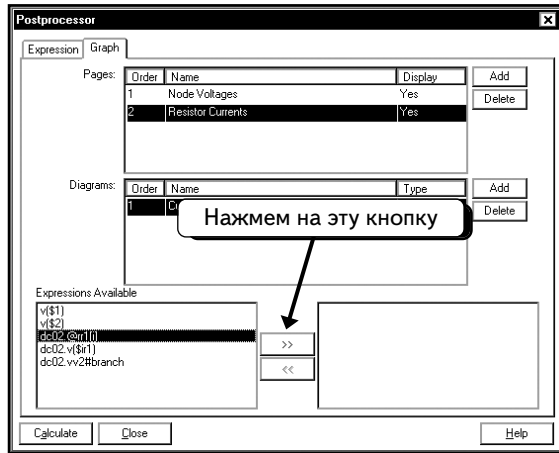 Postprocessor
Expression Graph
Pages: Order Name Display Add
1 Node Voltages Yes Delete
2 Resistor Currents Yes
Diagrams: Order Name Type Add
1 Delete
Нажмем на эту кнопку
Expressions Available
v($1)
v($2)
dc02.@rr1[i]
dc02.v($ir1)
dc02.vv2#branch
>>
<<
Calculate Close Help